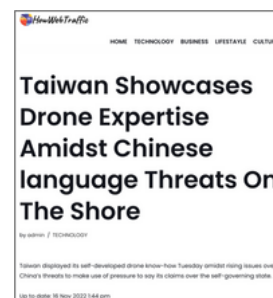 HowWebTraffic
HOME TECHNOLOGY BUSINESS LIFESTAYLE CULTU
Taiwan Showcases
Drone Expertise
Amidst Chinese
language Threats On
The Shore
by admin / TECHNOLOGY
Taiwan displayed its self-developed drone know-how Tuesday amidst rising issues ove
China's threats to make use of pressure to say its claims over the self-governing state.
Up to date: 16 Nov 2022 1:44 pm